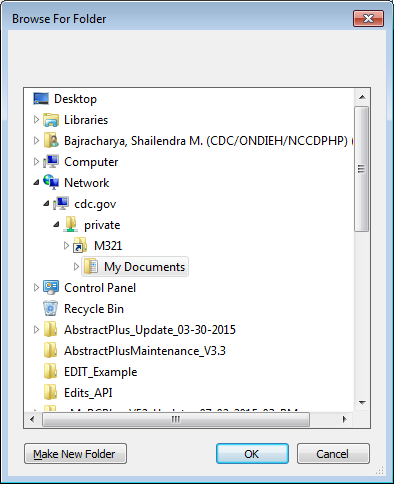 Browse For Folder
Desktop
Libraries
Bajracharya, Shailendra M. (CDC/ONDIEH/NCCDPHP) (
Computer
Network
cdc.gov
private
M321
My Documents
Control Panel
Recycle Bin
AbstractPlus_Update_03-30-2015
AbstractPlusMaintenance_V3.3
EDIT_Example
Edits_API
Make New Folder
OK
Cancel